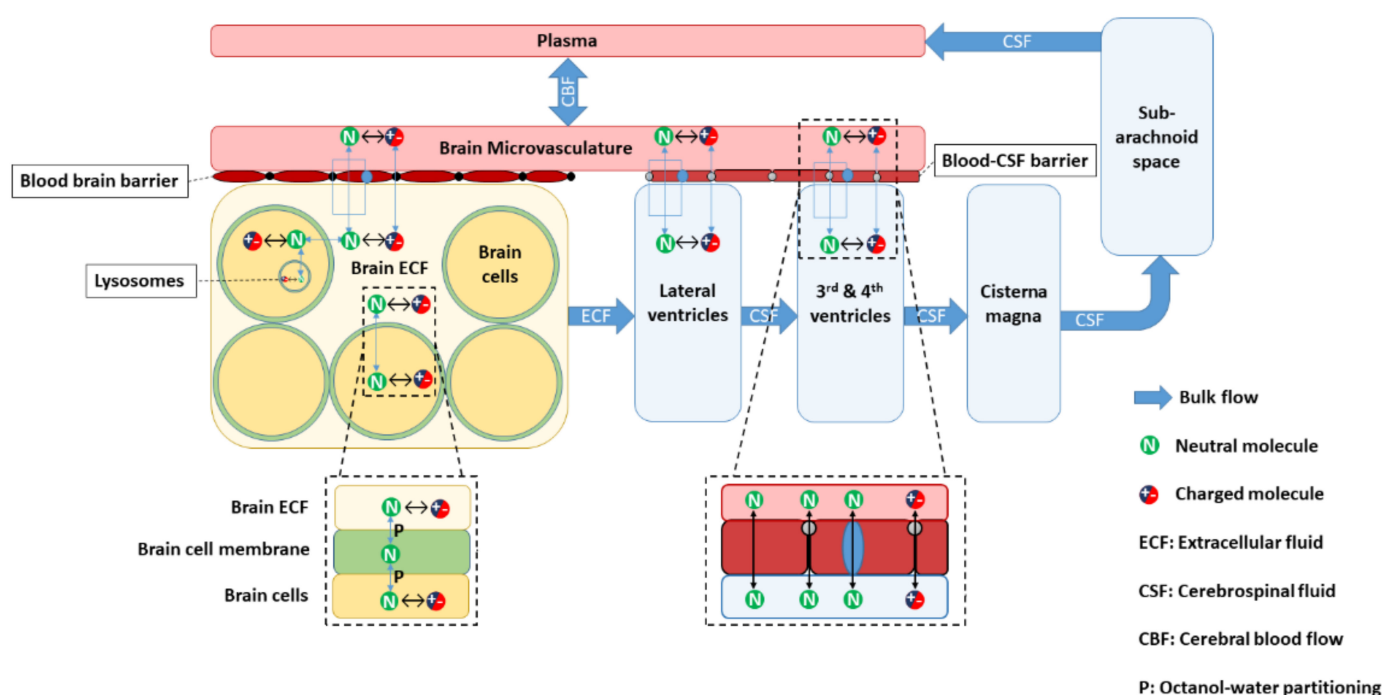 Plasma
CSF
CBF
Sub-
arachnoid
space
N
+-
N
+-
N
+-
Brain Microvasculature
Blood-CSF barrier
Blood brain barrier
+-
N
N
+-
N
+-
N
+-
Brain ECF
Brain
cells
Lysosomes
N
+-
N
+-
ECF
Lateral
ventricles
CSF
3rd & 4th
ventricles
CSF
Cisterna
magna
CSF
Bulk flow
N
Neutral molecule
+-
Charged molecule
ECF: Extracellular fluid
CSF: Cerebrospinal fluid
CBF: Cerebral blood flow
P: Octanol-water partitioning
Brain ECF
N
+-
P
Brain cell membrane
N
P
Brain cells
N
+-
N
N
N
+-
N
N
N
+-